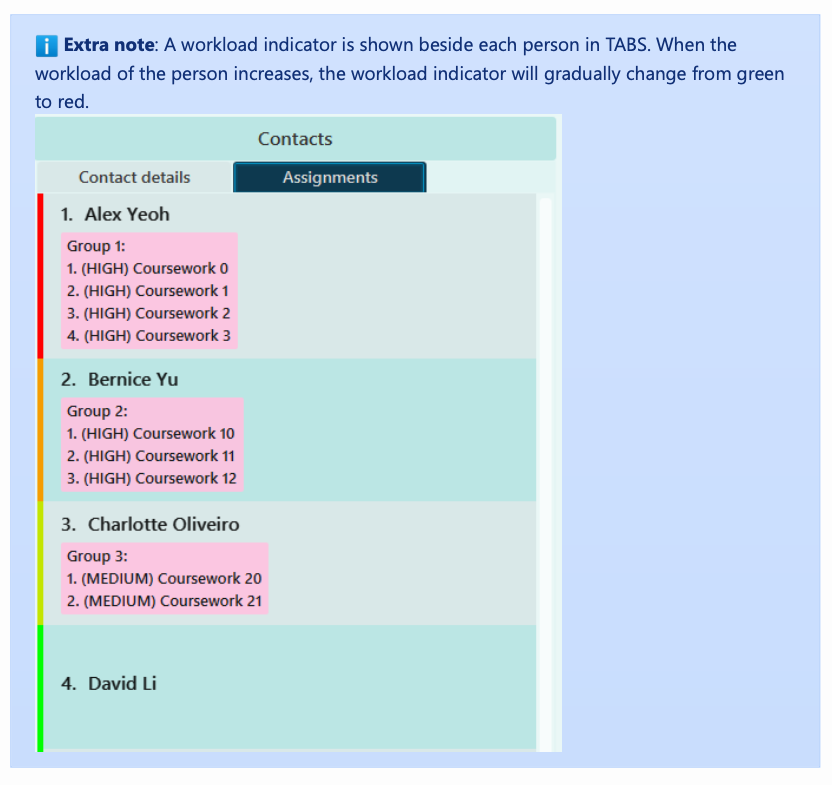 Extra note: A workload indicator is shown beside each person in TABS. When the
workload of the person increases, the workload indicator will gradually change from green
to red.
Contacts
Contact details
Assignments
1. Alex Yeoh
Group 1:
1. (HIGH) Coursework 0
2. (HIGH) Coursework 1
3. (HIGH) Coursework 2
4. (HIGH) Coursework 3
2. Bernice Yu
Group 2:
1. (HIGH) Coursework 10
2. (HIGH) Coursework 11
3. (HIGH) Coursework 12
3. Charlotte Oliveiro
Group 3:
1. (MEDIUM) Coursework 20
2. (MEDIUM) Coursework 21
4. David Li